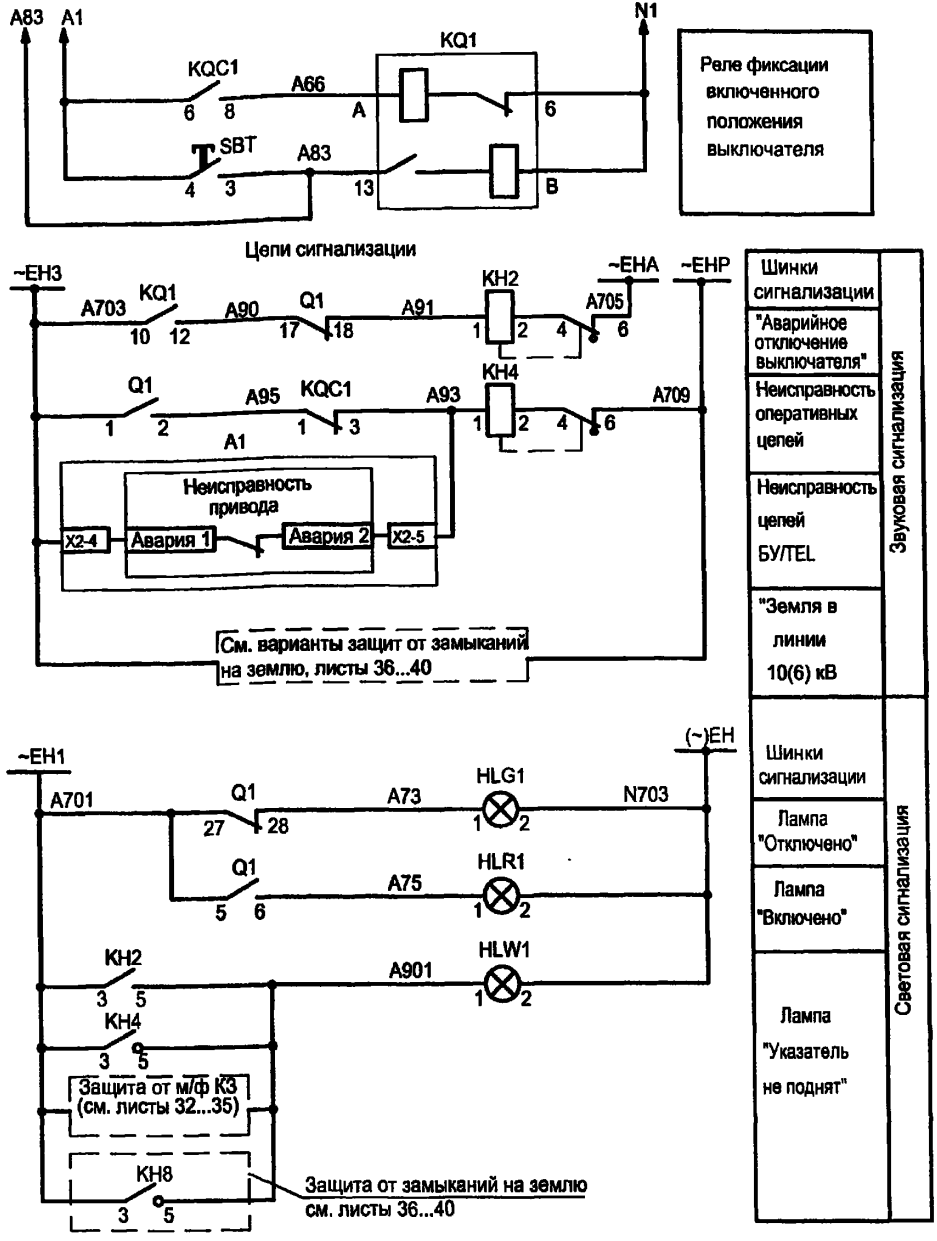 A83 A1 N1
KQ1
KQC1 A66
6 8 A 6
SBT A83
4 3 13 B
Реле фиксации
включенного
положения
выключателя
Цепи сигнализации
~EH3 ~EHA ~EHP
A703 KQ1 A90 Q1 A91 KH2 A705
10 12 17 18 1 2 4 6
Q1 A95 KQC1 A93 KH4 A709
1 2 1 3 1 2 4 6
A1
Неисправность
привода
X2-4 Авария 1 Авария 2 X2-5
См. варианты защит от замыканий
на землю, листы 36...40
Шинки
сигнализации
"Аварийное
отключение
выключателя"
Неисправность
оперативных
цепей
Неисправность
цепей
БУ/TEL
"Земля в
линии
10(6) кВ
Звуковая сигнализация
~EH1 (~)EH
A701 Q1 A73 HLG1 N703
27 28 1 2
Q1 A75 HLR1
5 6 1 2
KH2 A901 HLW1
3 5 1 2
KH4
3 5
Защита от м/ф КЗ
(см. листы 32...35)
KH8
3 5
Защита от замыканий на землю
см. листы 36...40
Шинки
сигнализации
Лампа
"Отключено"
Лампа
"Включено"
Лампа
"Указатель
не поднят"
Световая сигнализация